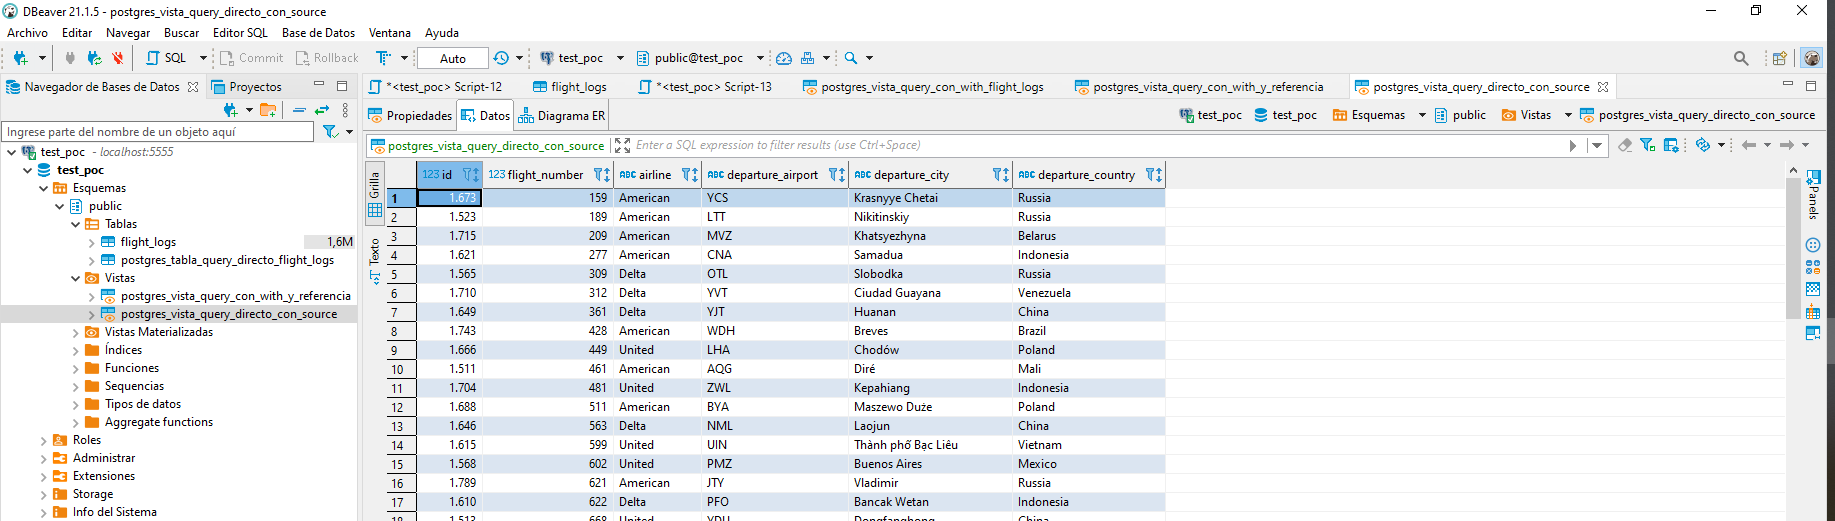 DBeaver 21.1.5 - postgres_vista_query_directo_con_source
Archivo Editar Navegar Buscar Editor SQL Base de Datos Ventana Ayuda
SQL Commit Rollback Auto test_poc public@test_poc
Navegador de Bases de Datos Proyectos
Ingrese parte del nombre de un objeto aquí
test_poc - localhost:5555
test_poc
Esquemas
public
Tablas
flight_logs 1,6M
postgres_tabla_query_directo_flight_logs
Vistas
postgres_vista_query_con_with_y_referencia
postgres_vista_query_directo_con_source
Vistas Materializadas
Índices
Funciones
Sequencias
Tipos de datos
Aggregate functions
Roles
Administrar
Extensiones
Storage
Info del Sistema
*<test_poc> Script-12 flight_logs *<test_poc> Script-13 postgres_vista_query_con_with_flight_logs postgres_vista_query_con_with_y_referencia postgres_vista_query_directo_con_source
Propiedades Datos Diagrama ER test_poc test_poc Esquemas public Vistas postgres_vista_query_directo_con_source
postgres_vista_query_directo_con_source Enter a SQL expression to filter results (use Ctrl+Space)
Grilla
Texto
123 id 123 flight_number ABC airline ABC departure_airport ABC departure_city ABC departure_country
1 1.673 159 American YCS Krasnyye Chetai Russia
2 1.523 189 American LTT Nikitinskiy Russia
3 1.715 209 American MVZ Khatsyezhyna Belarus
4 1.621 277 American CNA Samadua Indonesia
5 1.565 309 Delta OTL Slobodka Russia
6 1.710 312 Delta YVT Ciudad Guayana Venezuela
7 1.649 361 Delta YJT Huanan China
8 1.743 428 American WDH Breves Brazil
9 1.666 449 United LHA Chodów Poland
10 1.511 461 American AQG Diré Mali
11 1.704 481 United ZWL Kepahiang Indonesia
12 1.688 511 American BYA Maszewo Duże Poland
13 1.646 563 Delta NML Laojun China
14 1.615 599 United UIN Thành phố Bạc Liêu Vietnam
15 1.568 602 United PMZ Buenos Aires Mexico
16 1.789 621 American JTY Vladimir Russia
17 1.610 622 Delta PFO Bancak Wetan Indonesia
18 1.513 668 United YDU Dongfanghong China
Panels